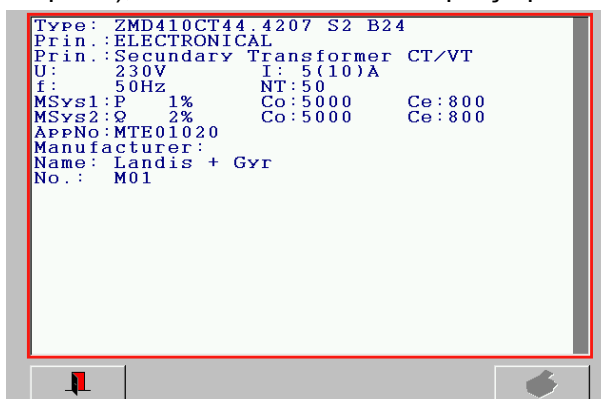 Type: ZMD410CT44.4207 S2 B24
Prin.:ELECTRONICAL
Prin.:Secundary Transformer CT/VT
U: 230V I: 5(10)A
f: 50Hz NT:50
MSys1:P 1% Co:5000 Ce:800
MSys2:Q 2% Co:5000 Ce:800
AppNo:MTE01020
Manufacturer:
Name: Landis + Gyr
No.: M01